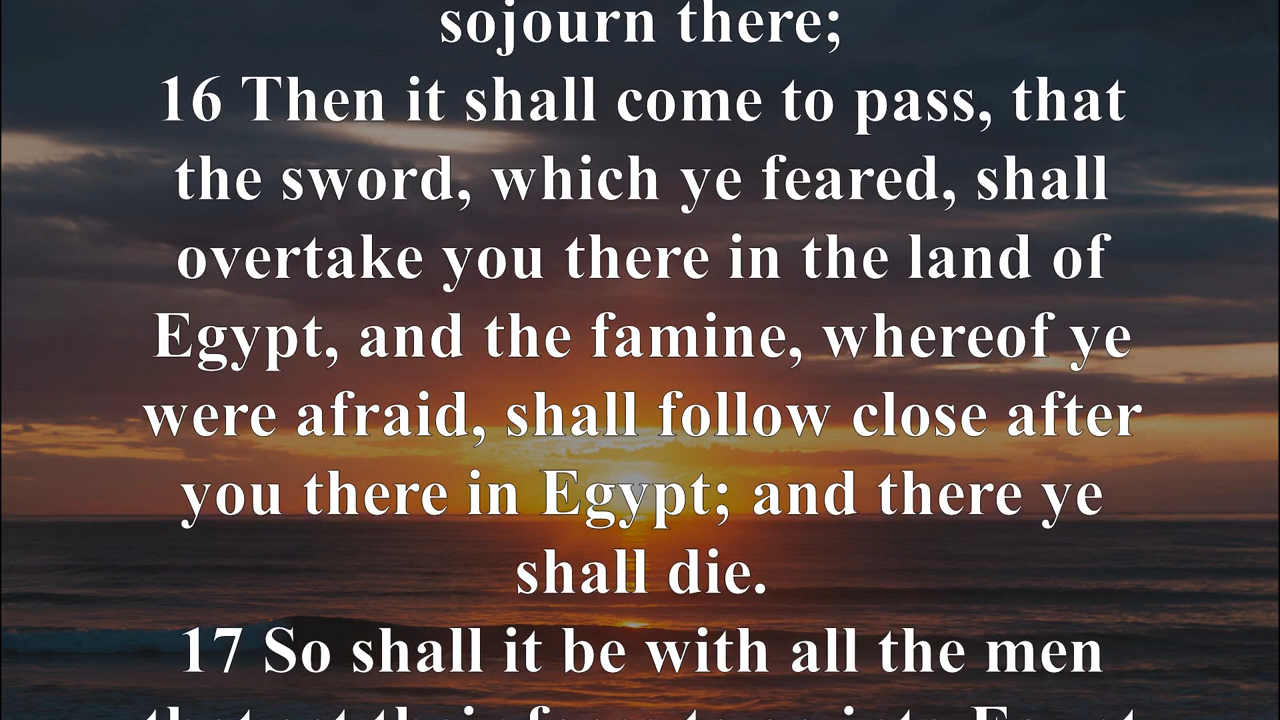 sojourn there;
16 Then it shall come to pass, that
the sword, which ye feared, shall
overtake you there in the land of
Egypt, and the famine, whereof ye
were afraid, shall follow close after
you there in Egypt; and there ye
shall die.
17 So shall it be with all the men